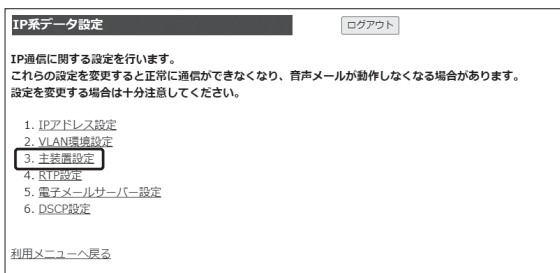 IP系データ設定
ログアウト
IP通信に関する設定を行います。
これらの設定を変更すると正常に通信ができなくなり、音声メールが動作しなくなる場合があります。
設定を変更する場合は十分注意してください。
1. IPアドレス設定
2. VLAN環境設定
3. 主装置設定
4. RTP設定
5. 電子メールサーバー設定
6. DSCP設定
利用メニューへ戻る